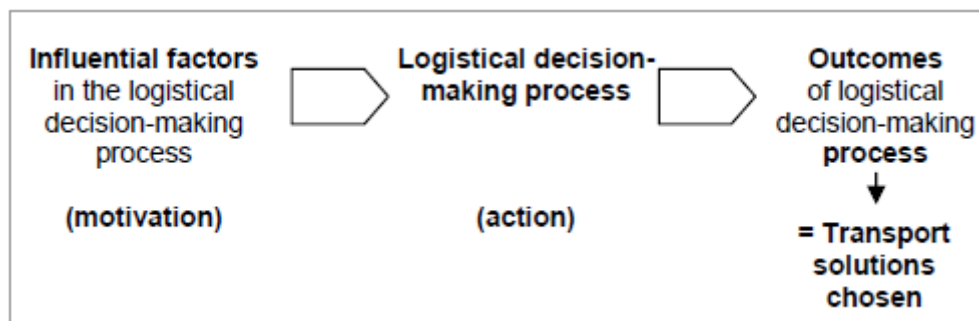 Influential factors
in the logistical
decision-making
process
(motivation)
Logistical decision-
making process
(action)
Outcomes
of logistical
decision-making
process
= Transport
solutions
chosen